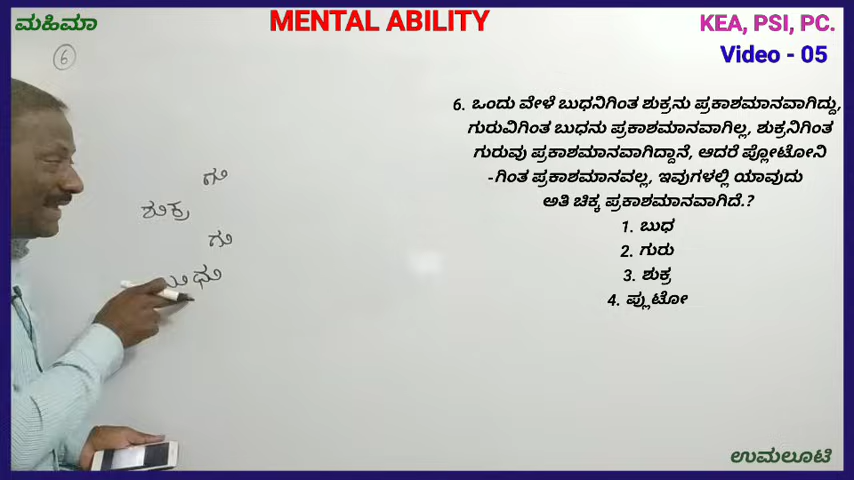 ಮಹಿಮಾ
MENTAL ABILITY
KEA, PSI, PC.
Video - 05
6
6. ಒಂದು ವೇಳೆ ಬುಧನಿಗಿಂತ ಶುಕ್ರನು ಪ್ರಕಾಶಮಾನವಾಗಿದ್ದು,
ಗುರುವಿಗಿಂತ ಬುಧನು ಪ್ರಕಾಶಮಾನವಾಗಿಲ್ಲ, ಶುಕ್ರನಿಗಿಂತ
ಗುರುವು ಪ್ರಕಾಶಮಾನವಾಗಿದ್ದಾನೆ, ಆದರೆ ಪ್ಲೋಟೋನಿ
-ಗಿಂತ ಪ್ರಕಾಶಮಾನವಲ್ಲ, ಇವುಗಳಲ್ಲಿ ಯಾವುದು
ಅತಿ ಚಿಕ್ಕ ಪ್ರಕಾಶಮಾನವಾಗಿದೆ.?
1. ಬುಧ
2. ಗುರು
3. ಶುಕ್ರ
4. ಪ್ಲುಟೋ
ಗು
ಶುಕ್ರ
ಗು
ಉಮಲೂಟಿ